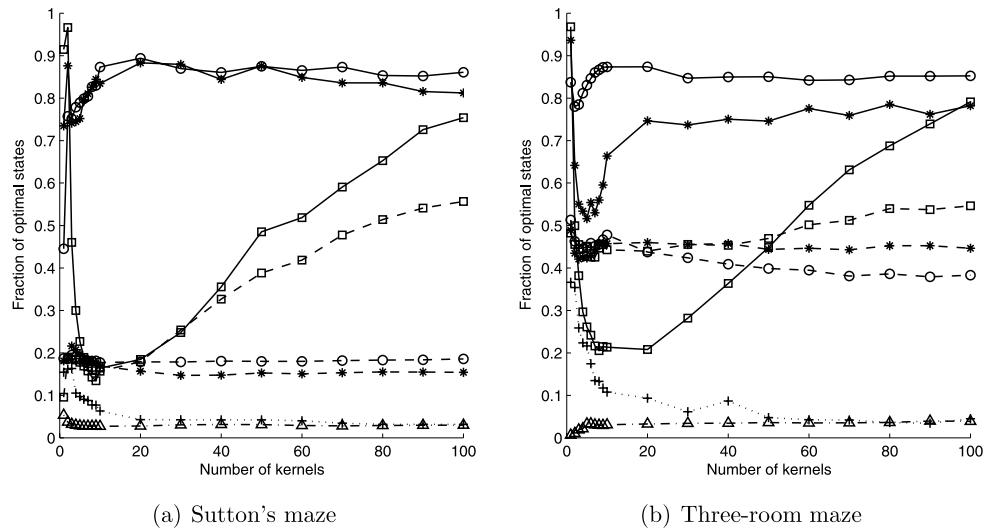 1
0.9
0.8
0.7
0.6
0.5
0.4
0.3
0.2
0.1
0
Fraction of optimal states
0 20 40 60 80 100
Number of kernels
(a) Sutton's maze
1
0.9
0.8
0.7
0.6
0.5
0.4
0.3
0.2
0.1
0
Fraction of optimal states
0 20 40 60 80 100
Number of kernels
(b) Three-room maze